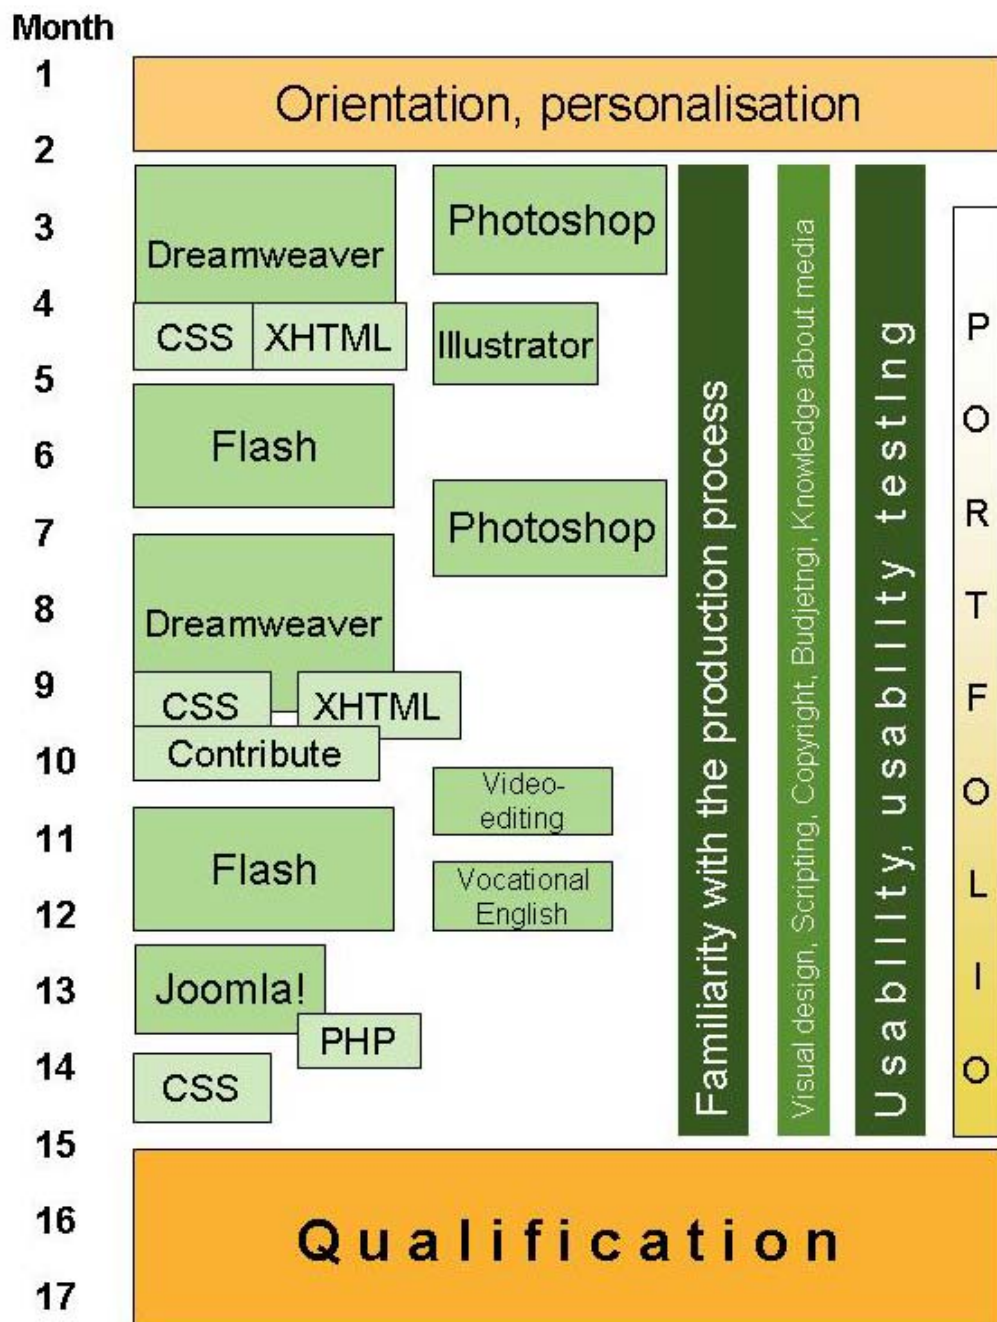 Month
1
Orientation, personalisation
2
3
Dreamweaver
Photoshop
4
CSS
XHTML
Illustrator
5
6
Flash
7
Photoshop
8
Dreamweaver
9
CSS
XHTML
Contribute
10
Video-
editing
11
Flash
Vocational
English
12
13
Joomla!
PHP
14
CSS
15
Familiarity with the production process
Visual design, Scripting, Copyright, Budjetngi, Knowledge about media
Usability, usability testing
P
O
R
T
F
O
L
I
O
16
Qualification
17